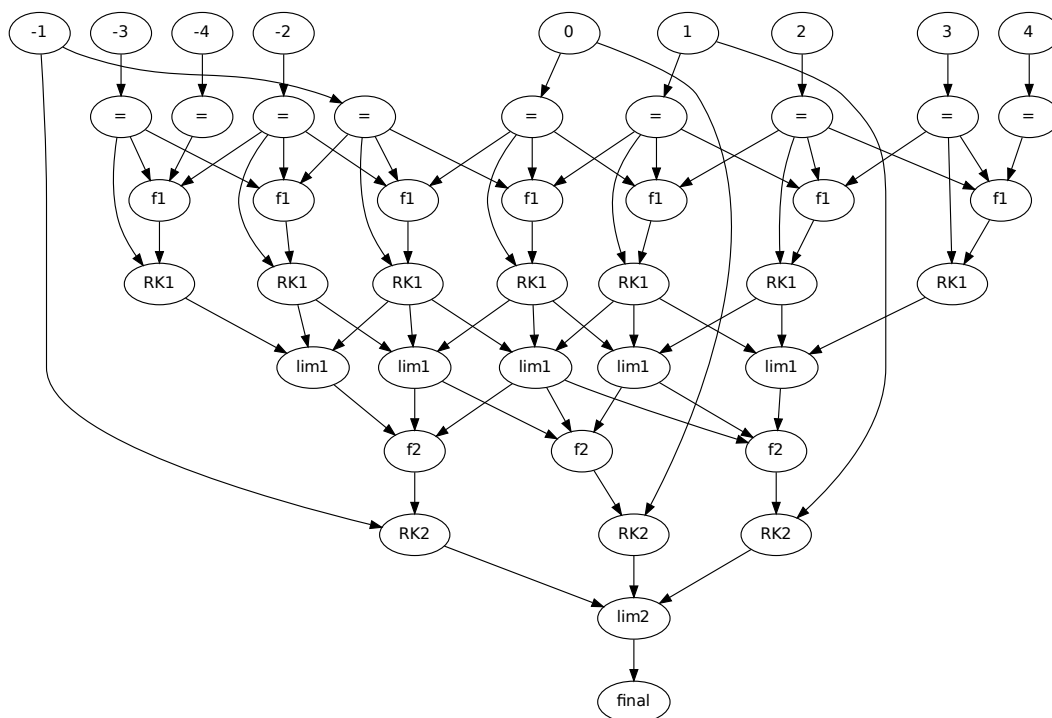 -1 -3 -4 -2 0 1 2 3 4
= = = = = = = = =
f1 f1 f1 f1 f1 f1 f1
RK1 RK1 RK1 RK1 RK1 RK1 RK1
lim1 lim1 lim1 lim1 lim1
f2 f2 f2
RK2 RK2 RK2
lim2
final